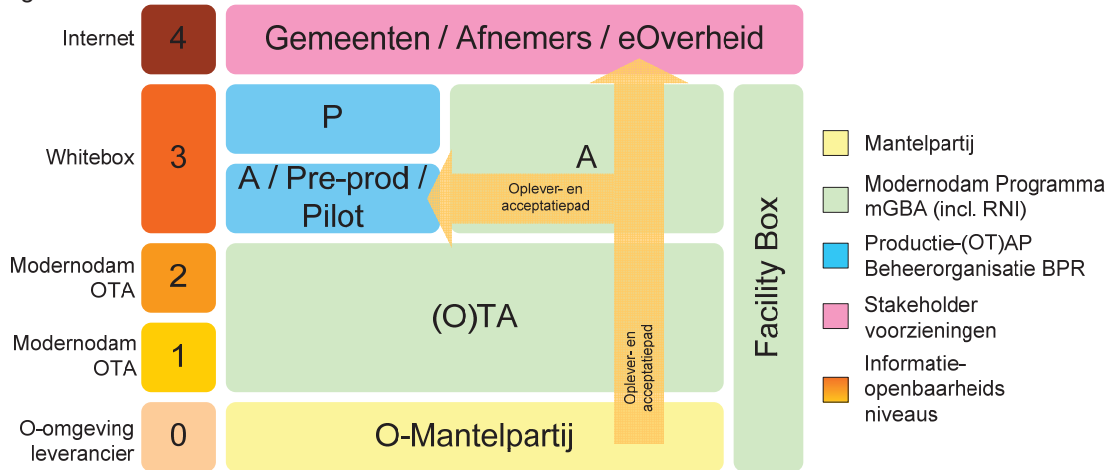 Internet
4
Gemeenten / Afnemers / eOverheid
Whitebox
3
P
A
A / Pre-prod /
Pilot
Oplever- en
acceptatiepad
Modernodam
OTA
2
(O)TA
Modernodam
OTA
1
Oplever- en
acceptatiepad
O-omgeving
leverancier
0
O-Mantelpartij
Facility Box
Mantelpartij
Modernodam Programma
mGBA (incl. RNI)
Productie-(OT)AP
Beheerorganisatie BPR
Stakeholder
voorzieningen
Informatie-
openbaarheids
niveaus